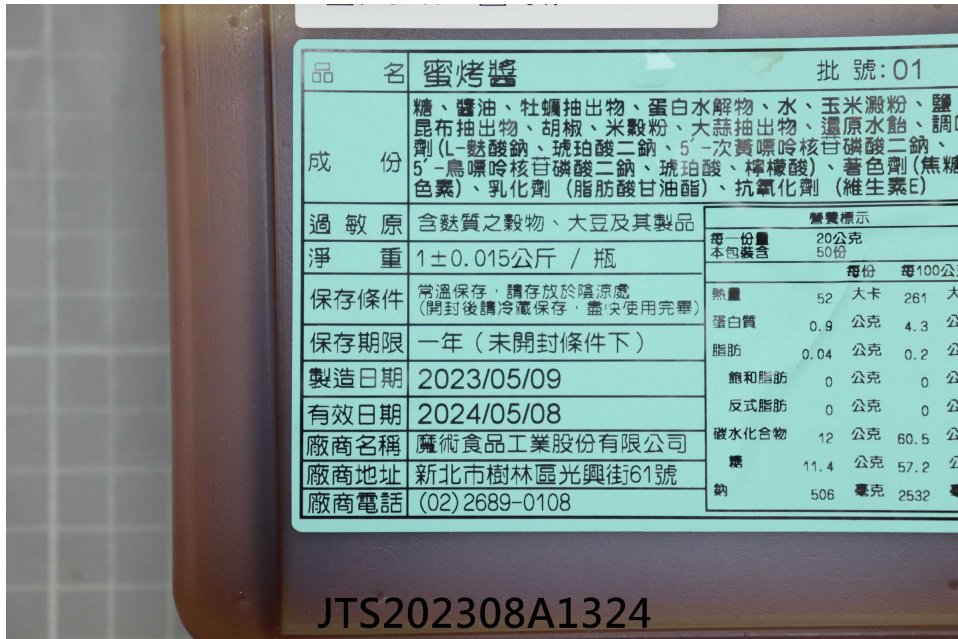 品名 蜜烤醬 批號:01
成份 糖、醬油、牡蠣抽出物、蛋白水解物、水、玉米澱粉、鹽
昆布抽出物、胡椒、米穀粉、大蒜抽出物、還原水飴、調
劑(L-麩酸鈉、琥珀酸二鈉、5'-次黃嘌呤核苷磷酸二鈉、
5'-鳥嘌呤核苷磷酸二鈉、琥珀酸、檸檬酸)、著色劑(焦糖
色素)、乳化劑(脂肪酸甘油酯)、抗氧化劑(維生素E)
過敏原 含麩質之穀物、大豆及其製品
淨重 1±0.015公斤 / 瓶
保存條件 常溫保存,請存放於陰涼處
(開封後請冷藏保存,盡快使用完畢)
保存期限 一年(未開封條件下)
製造日期 2023/05/09
有效日期 2024/05/08
廠商名稱 魔術食品工業股份有限公司
廠商地址 新北市樹林區光興街61號
廠商電話 (02)2689-0108
營養標示
每一份量 20公克
本包裝含 50份
每份 每100公
熱量 52 大卡 261 大
蛋白質 0.9 公克 4.3
脂肪 0.04 公克 0.2
飽和脂肪 0 公克 0
反式脂肪 0 公克 0
碳水化合物 12 公克 60.5
糖 11.4 公克 57.2
鈉 506 毫克 2532
JTS202308A1324